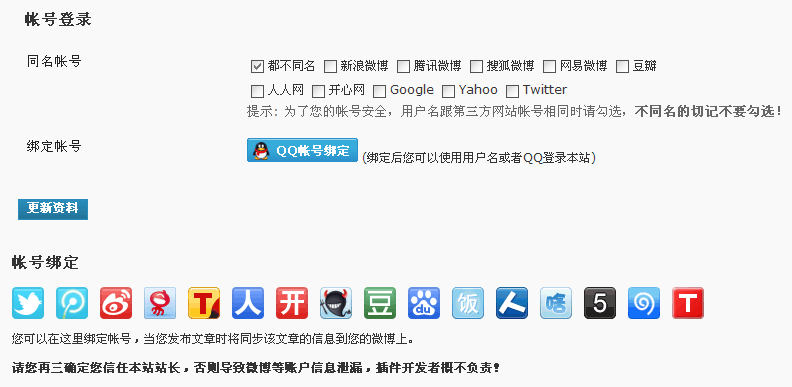 帐号登录
同名帐号 都不同名 新浪微博 腾讯微博 搜狐微博 网易微博 豆瓣
人人网 开心网 Google Yahoo Twitter
提示: 为了您的帐号安全，用户名跟第三方网站帐号相同时请勾选，不同名的切记不要勾选！
绑定帐号 QQ帐号绑定 (绑定后您可以使用用户名或者QQ登录本站)
更新资料
帐号绑定
T 人 开 豆 du 饭 人 啥 5 T
您可以在这里绑定帐号，当您发布文章时将同步该文章的信息到您的微博上。
请您再三确定您信任本站站长，否则导致微博等账户信息泄漏，插件开发者概不负责！